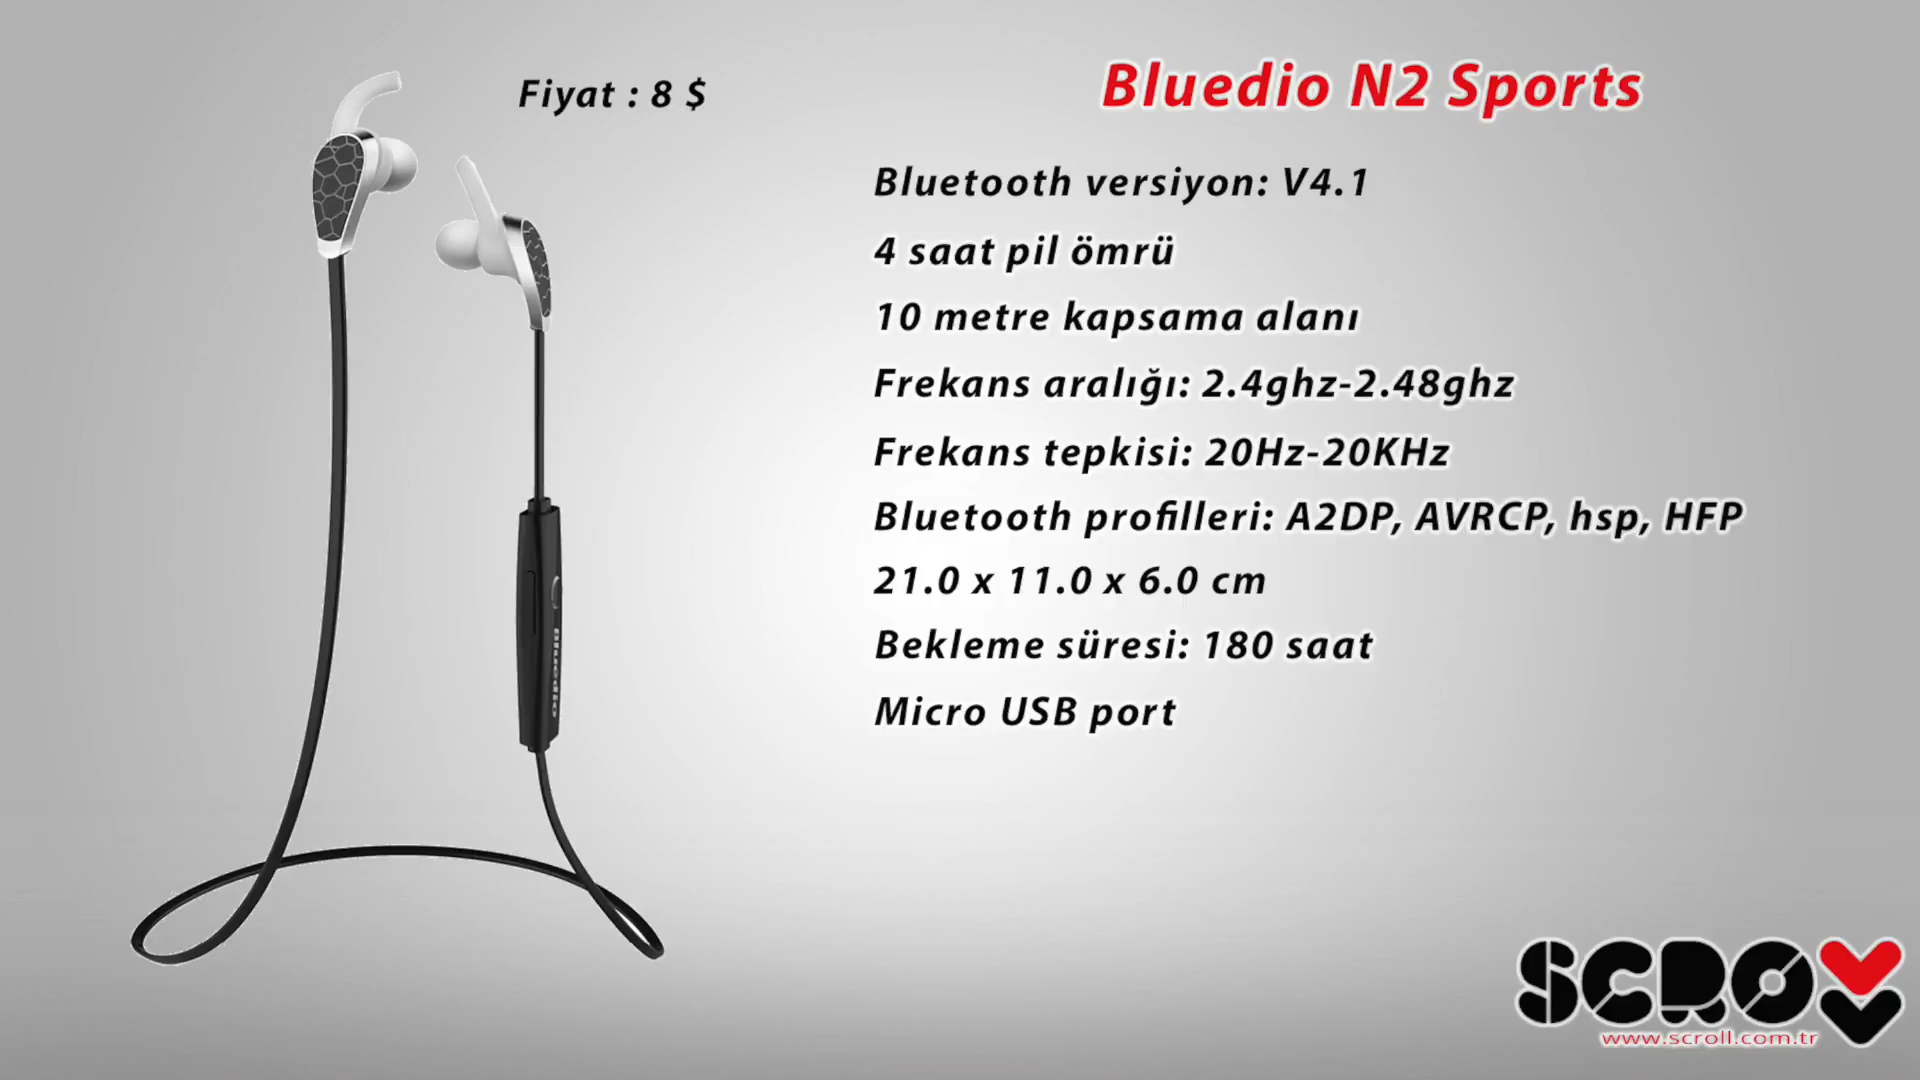 Fiyat : 8 $
Bluedio N2 Sports
Bluetooth versiyon: V4.1
4 saat pil ömrü
10 metre kapsama alanı
Frekans aralığı: 2.4ghz-2.48ghz
Frekans tepkisi: 20Hz-20KHz
Bluetooth profilleri: A2DP, AVRCP, hsp, HFP
21.0 x 11.0 x 6.0 cm
Bekleme süresi: 180 saat
Micro USB port
Bluedio
SCRO
www.scroll.com.tr